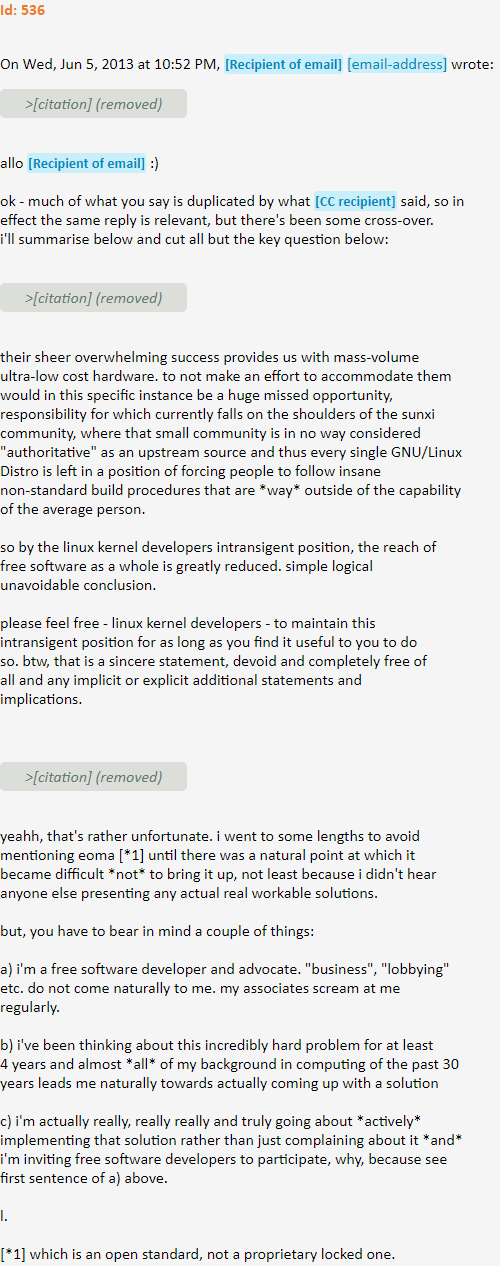 Id: 536
On Wed, Jun 5, 2013 at 10:52 PM, [Recipient of email] [email-address] wrote:
>[citation] (removed)
allo [Recipient of email] :)
ok - much of what you say is duplicated by what [CC recipient] said, so in
effect the same reply is relevant, but there's been some cross-over.
i'll summarise below and cut all but the key question below:
>[citation] (removed)
their sheer overwhelming success provides us with mass-volume
ultra-low cost hardware. to not make an effort to accommodate them
would in this specific instance be a huge missed opportunity,
responsibility for which currently falls on the shoulders of the sunxi
community, where that small community is in no way considered
"authoritative" as an upstream source and thus every single GNU/Linux
Distro is left in a position of forcing people to follow insane
non-standard build procedures that are *way* outside of the capability
of the average person.
so by the linux kernel developers intransigent position, the reach of
free software as a whole is greatly reduced. simple logical
unavoidable conclusion.
please feel free - linux kernel developers - to maintain this
intransigent position for as long as you find it useful to you to do
so. btw, that is a sincere statement, devoid and completely free of
all and any implicit or explicit additional statements and
implications.
>[citation] (removed)
yeahh, that's rather unfortunate. i went to some lengths to avoid
mentioning eoma [*1] until there was a natural point at which it
became difficult *not* to bring it up, not least because i didn't hear
anyone else presenting any actual real workable solutions.
but, you have to bear in mind a couple of things:
a) i'm a free software developer and advocate. "business", "lobbying"
etc. do not come naturally to me. my associates scream at me
regularly.
b) i've been thinking about this incredibly hard problem for at least
4 years and almost *all* of my background in computing of the past 30
years leads me naturally towards actually coming up with a solution
c) i'm actually really, really really and truly going about *actively*
implementing that solution rather than just complaining about it *and*
i'm inviting free software developers to participate, why, because see
first sentence of a) above.
l.
[*1] which is an open standard, not a proprietary locked one.